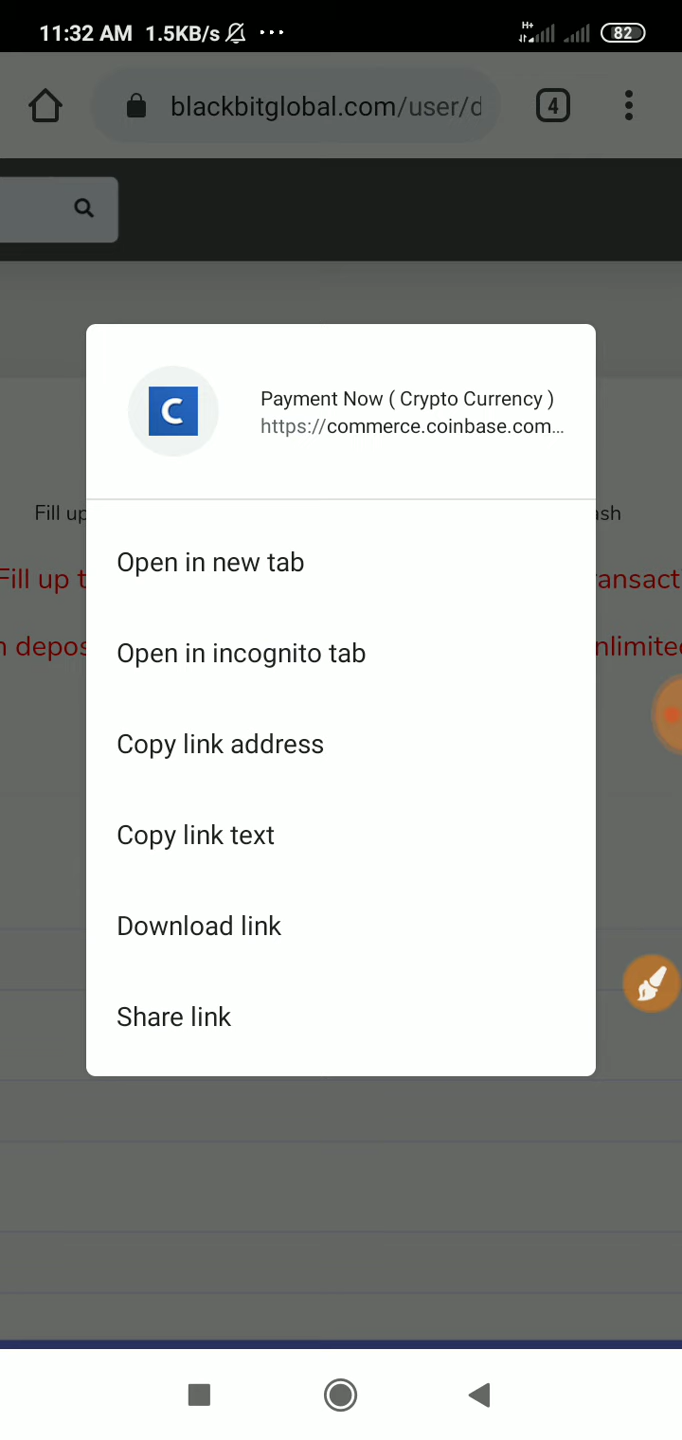 11:32 AM 1.5KB/s ...
H+
82
blackbitglobal.com/user/d
4
C
Payment Now ( Crypto Currency )
https://commerce.coinbase.com...
Fill up
ash
Fill up t
ransact
n depos
nlimite
Open in new tab
Open in incognito tab
Copy link address
Copy link text
Download link
Share link